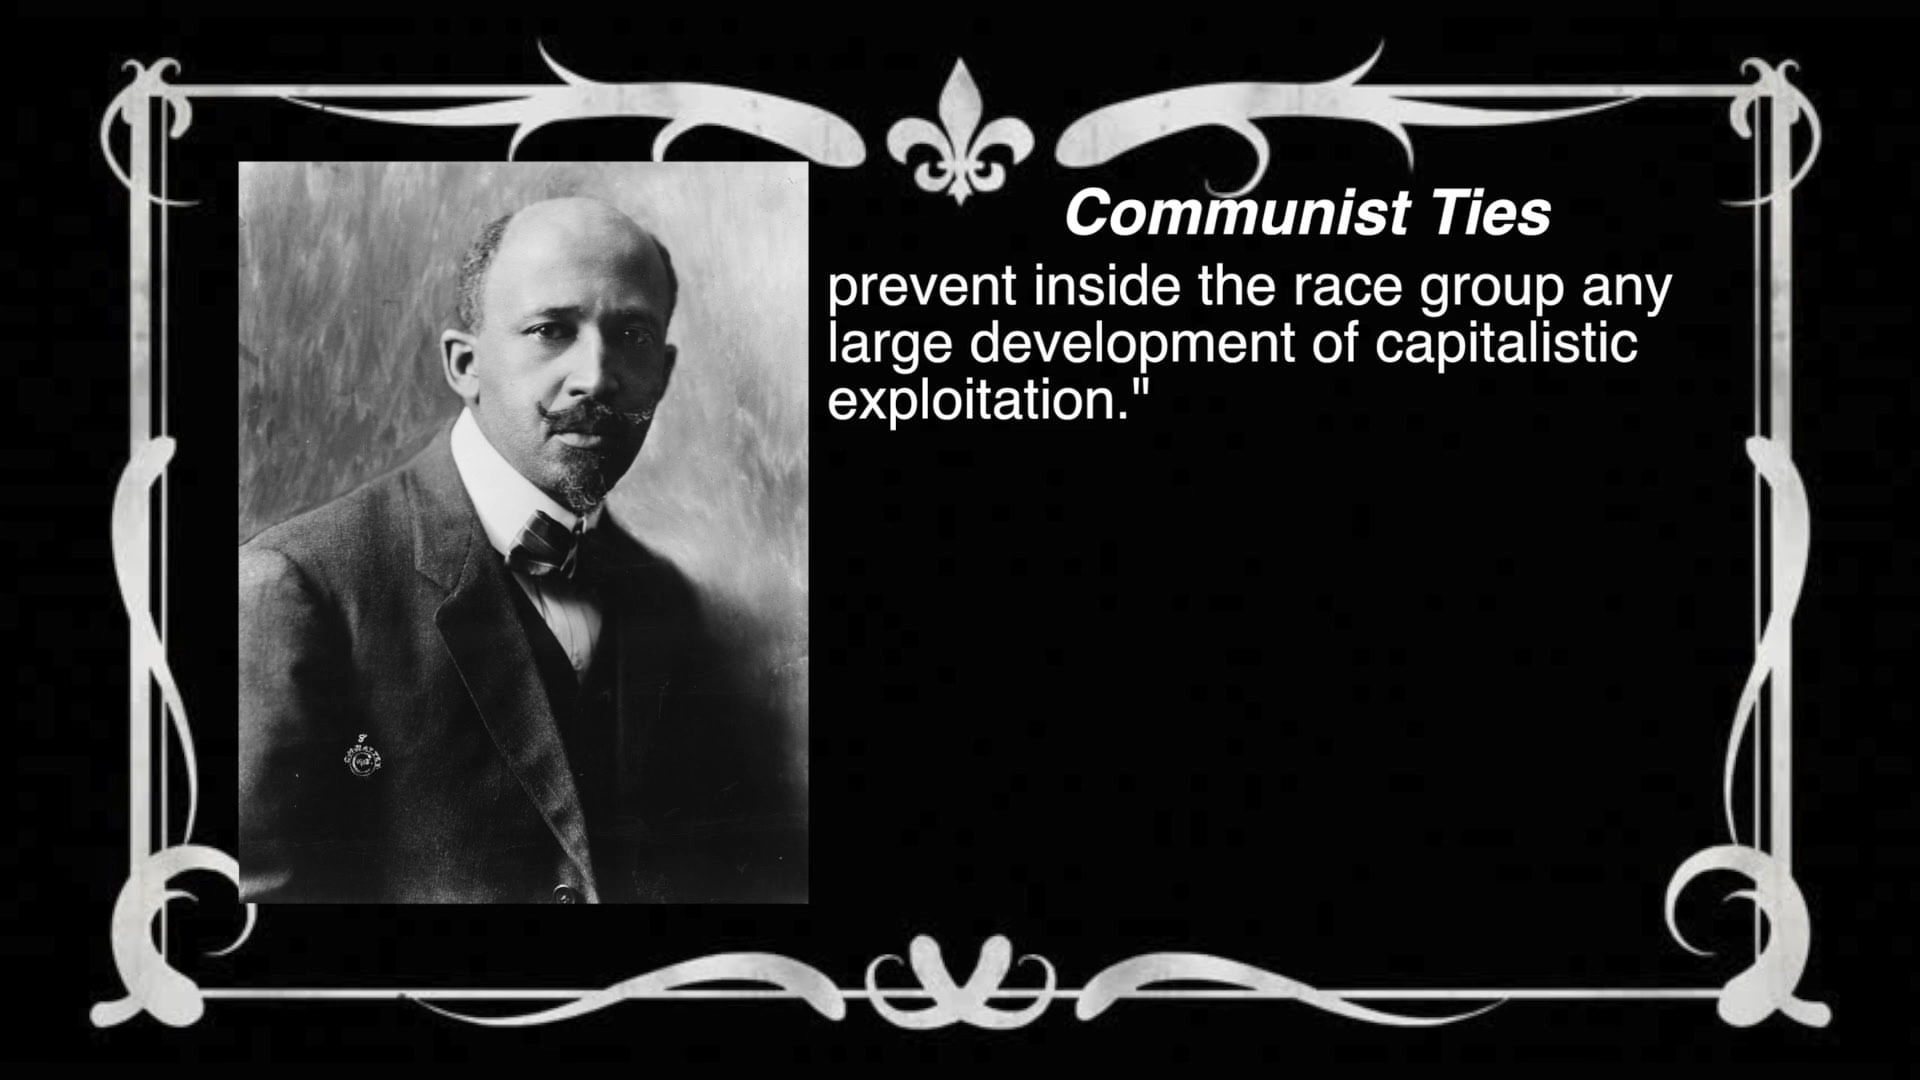 Communist Ties
prevent inside the race group any
large development of capitalistic
exploitation."